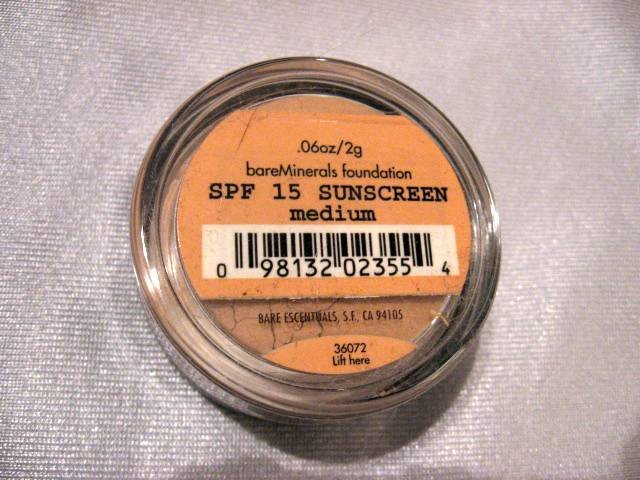 .06oz/2g
bareMinerals foundation
SPF 15 SUNSCREEN
medium
0 98132 02355 4
BARE ESCENTUALS, S.F., CA 94105
36072
Lift here